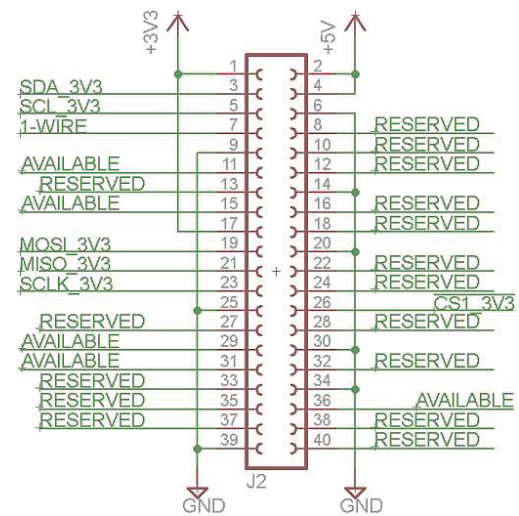 +3V3 +5V
1 2
SDA_3V3 3 4
SCL_3V3 5 6
1-WIRE 7 8 RESERVED
9 10 RESERVED
AVAILABLE 11 12 RESERVED
RESERVED 13 14
AVAILABLE 15 16 RESERVED
17 18 RESERVED
MOSI_3V3 19 20
MISO_3V3 21 22 RESERVED
SCLK_3V3 23 24 RESERVED
25 26 CS1_3V3
RESERVED 27 28 RESERVED
AVAILABLE 29 30
AVAILABLE 31 32 RESERVED
RESERVED 33 34
RESERVED 35 36 AVAILABLE
RESERVED 37 38 RESERVED
39 40 RESERVED
J2
GND GND